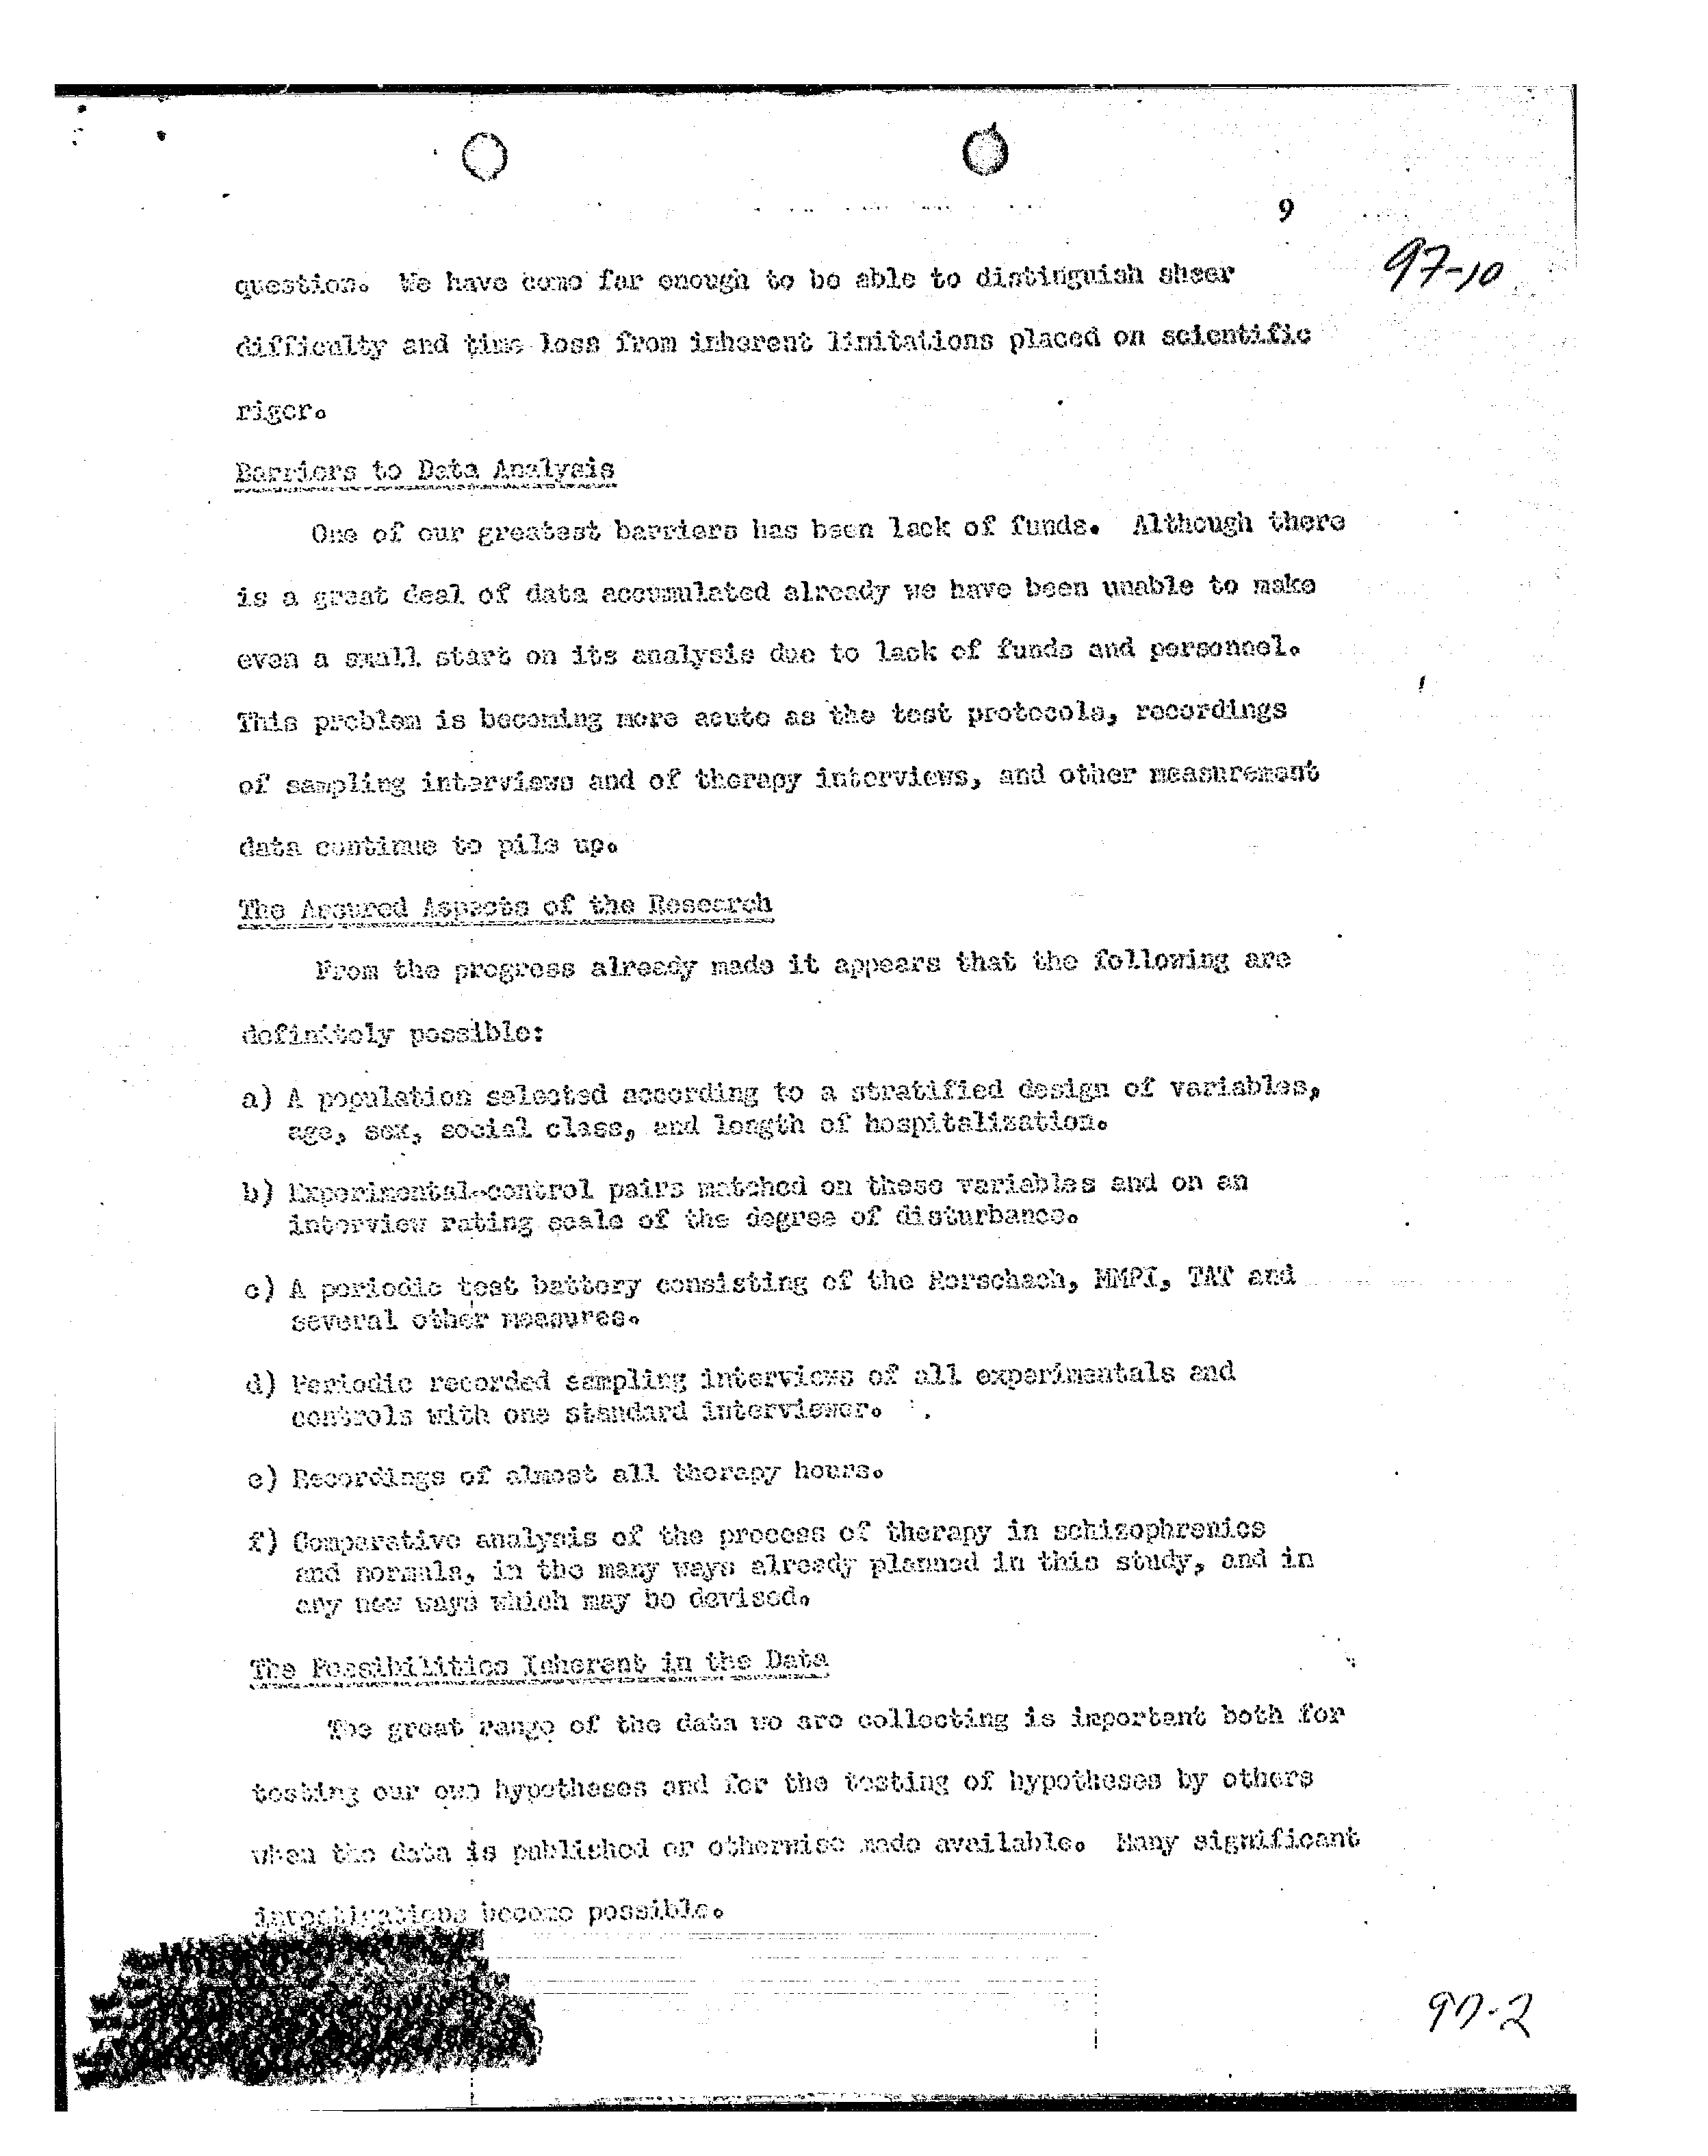 9
97-10
question. We have come far enough to be able to distinguish sheer
difficulty and time loss from inherent limitations placed on scientific
rigor.
Barriers to Data Analysis
One of our greatest barriers has been lack of funds. Although there
is a great deal of data accumulated already we have been unable to make
even a small start on its analysis due to lack of funds and personnel.
This problem is becoming more acute as the test protocols, recordings
of sampling interviews and of therapy interviews, and other measurement
data continue to pile up.
The Assured Aspects of the Research
From the progress already made it appears that the following are
definitely possible:
a) A population selected according to a stratified design of variables,
age, sex, social class, and length of hospitalization.
b) Experimental-control pairs matched on these variables and on an
interview rating scale of the degree of disturbance.
c) A periodic test battery consisting of the Rorschach, MMPI, TAT and
several other measures.
d) Periodic recorded sampling interviews of all experimentals and
controls with one standard interviewer.
e) Recordings of almost all therapy hours.
f) Comparative analysis of the process of therapy in schizophrenics
and normals, in the many ways already planned in this study, and in
any new ways which may be devised.
The Possibilities Inherent in the Data
The great range of the data we are collecting is important both for
testing our own hypotheses and for the testing of hypotheses by others
when the data is published or otherwise made available. Many significant
investigations become possible.
97-2